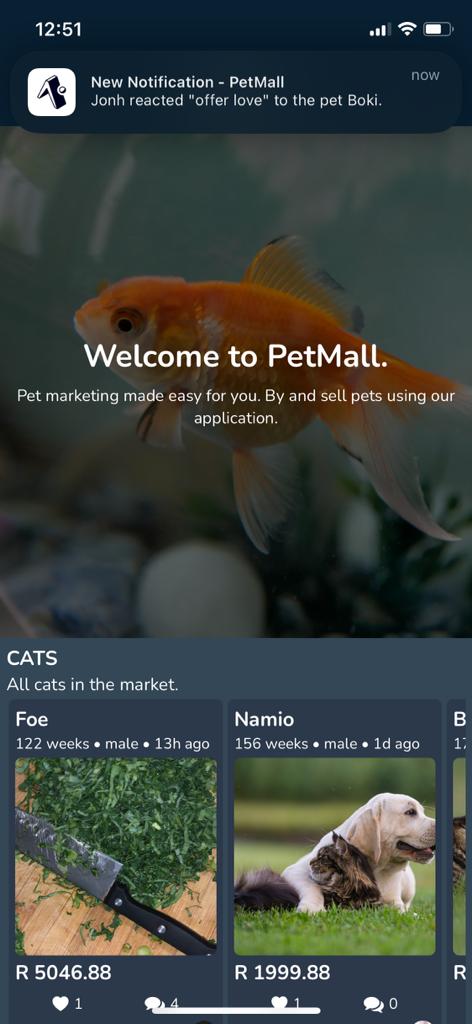 12:51
New Notification - PetMall
now
Jonh reacted "offer love" to the pet Boki.
Welcome to PetMall.
Pet marketing made easy for you. By and sell pets using our
application.
CATS
All cats in the market.
Foe
122 weeks • male • 13h ago
R 5046.88
1
4
Namio
156 weeks • male • 1d ago
R 1999.88
1
0
B
17
R